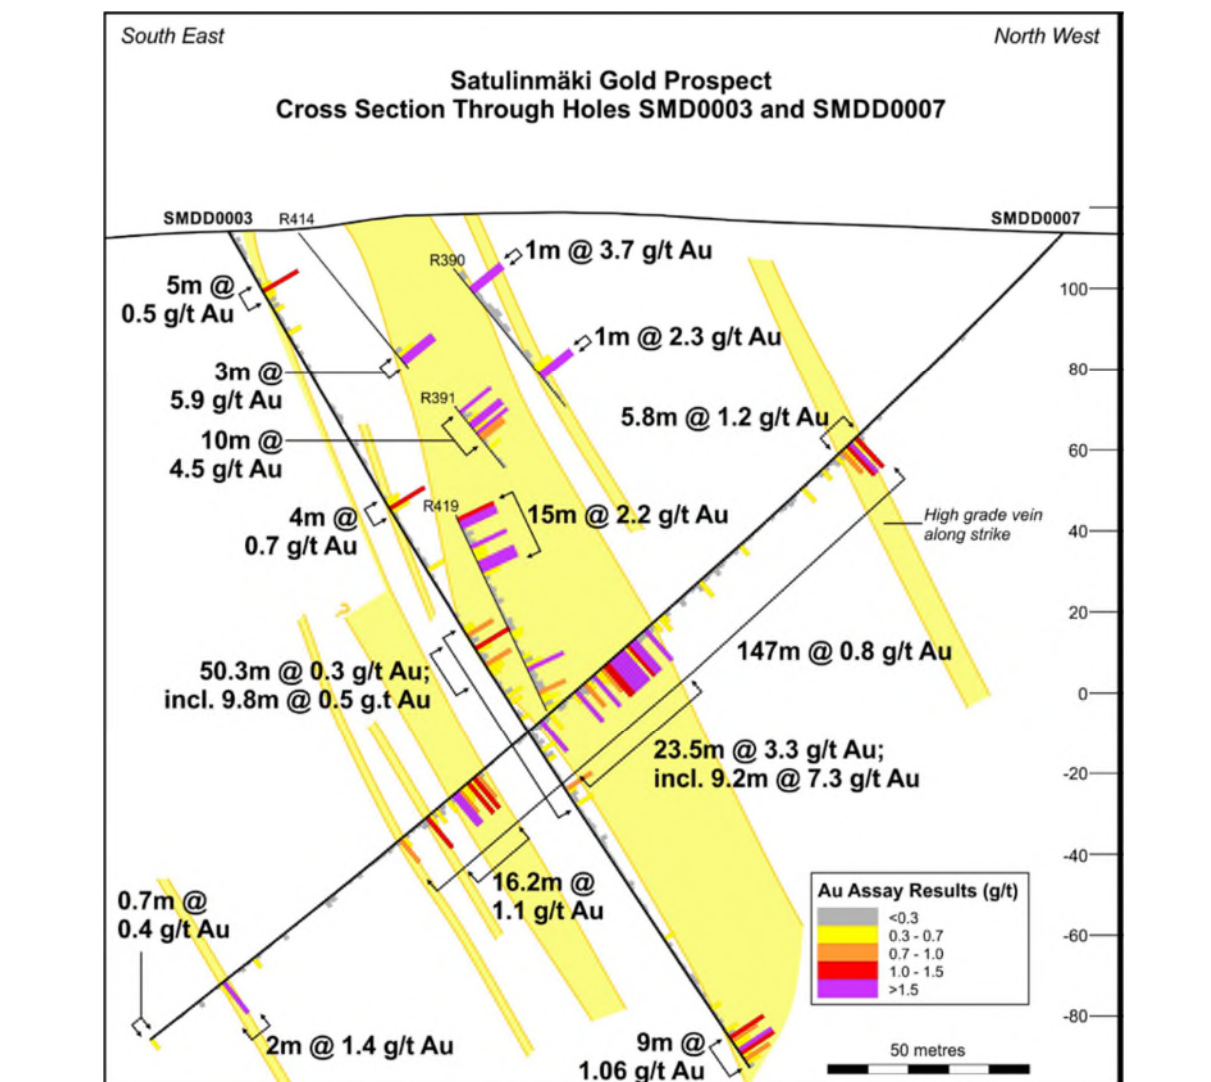 South East
North West
Satulinmäki Gold Prospect
Cross Section Through Holes SMD0003 and SMDD0007
SMDD0003
R414
SMDD0007
R390
1m @ 3.7 g/t Au
5m @
0.5 g/t Au
100
1m @ 2.3 g/t Au
3m @
5.9 g/t Au
80
R391
5.8m @ 1.2 g/t Au
10m @
4.5 g/t Au
60
R419
4m @
0.7 g/t Au
15m @ 2.2 g/t Au
High grade vein
along strike
40
?
20
50.3m @ 0.3 g/t Au;
incl. 9.8m @ 0.5 g.t Au
147m @ 0.8 g/t Au
0
23.5m @ 3.3 g/t Au;
incl. 9.2m @ 7.3 g/t Au
-20
-40
16.2m @
1.1 g/t Au
0.7m @
0.4 g/t Au
Au Assay Results (g/t)
<0.3
0.3 - 0.7
0.7 - 1.0
1.0 - 1.5
>1.5
-60
-80
2m @ 1.4 g/t Au
9m @
1.06 g/t Au
50 metres